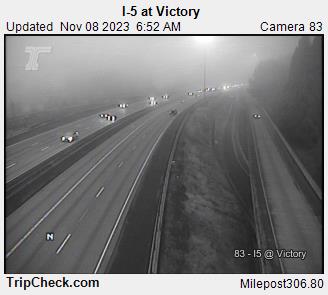 I-5 at Victory
Updated Nov 08 2023 6:52 AM Camera 83
T
N
83 - I5 @ Victory
TripCheck.com Milepost306.80